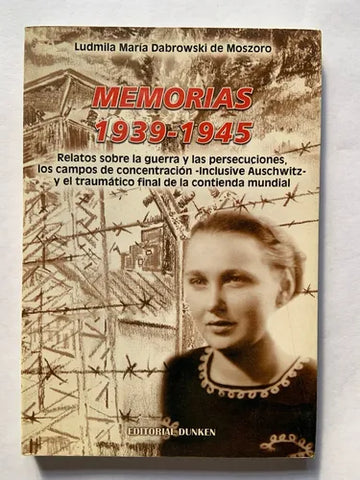 Ludmila María Dabrowski de Moszoro
MEMORIAS
1939-1945
Relatos sobre la guerra y las persecuciones,
los campos de concentración -Inclusive Auschwitz-
y el traumático final de la contienda mundial
EDITORIAL DUNKEN